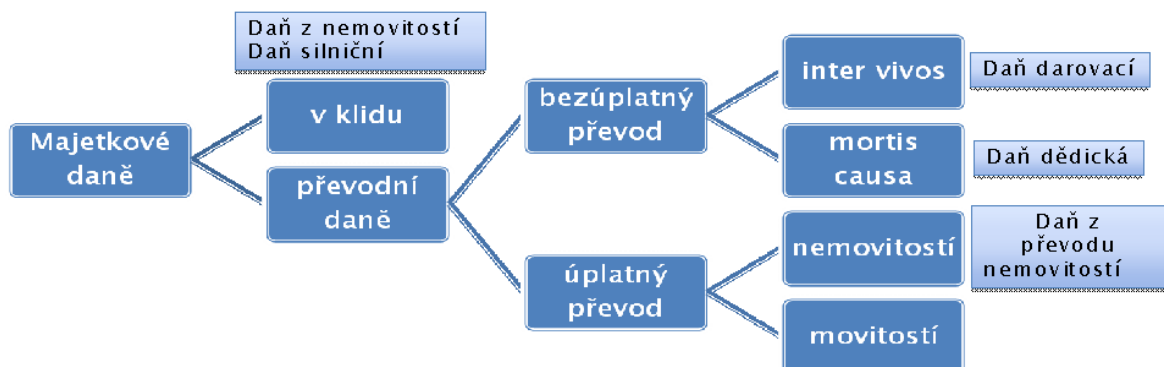 Daň z nemovitostí
Daň silniční
v klidu
Majetkové
daně
převodní
daně
bezúplatný
převod
úplatný
převod
inter vivos
Daň darovací
mortis
causa
Daň dědická
nemovitostí
Daň z
převodu
nemovitostí
movitostí